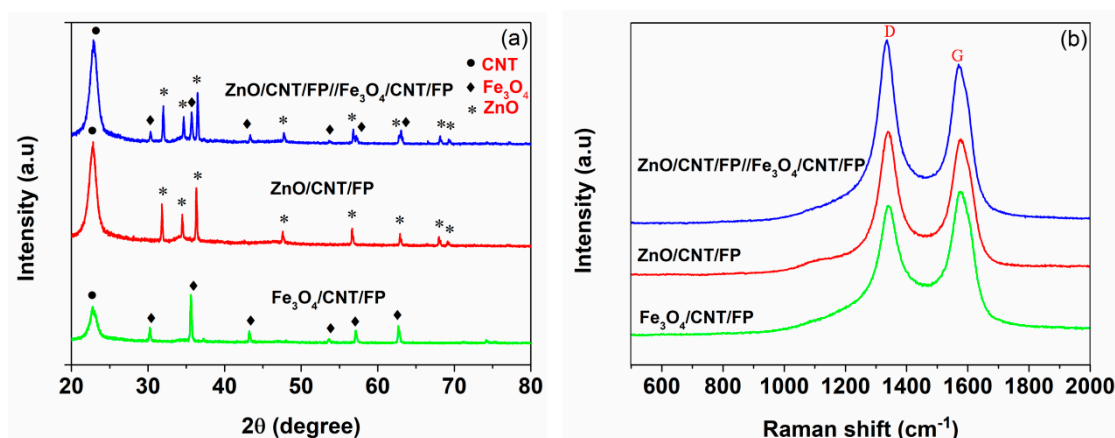 (a)
● CNT
♦ Fe₃O₄
* ZnO
ZnO/CNT/FP//Fe₃O₄/CNT/FP
ZnO/CNT/FP
Fe₃O₄/CNT/FP
Intensity (a.u)
20 30 40 50 60 70 80
2θ (degree)
(b)
D
G
ZnO/CNT/FP//Fe₃O₄/CNT/FP
ZnO/CNT/FP
Fe₃O₄/CNT/FP
Intensity (a.u)
600 800 1000 1200 1400 1600 1800 2000
Raman shift (cm⁻¹)